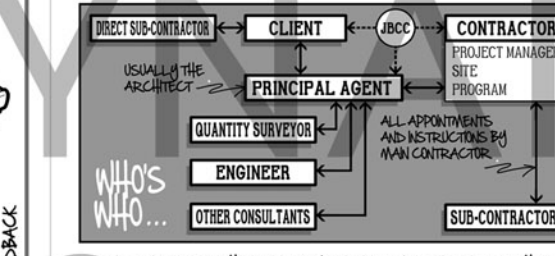 DIRECT SUB-CONTRACTOR
CLIENT
JBCC
CONTRACTOR
PROJECT MANAGER
SITE
PROGRAM
USUALLY THE
ARCHITECT
PRINCIPAL AGENT
QUANTITY SURVEYOR
ALL APPOINTMENTS
AND INSTRUCTIONS BY
MAIN CONTRACTOR
ENGINEER
WHO'S
WHO...
OTHER CONSULTANTS
SUB-CONTRACTOR